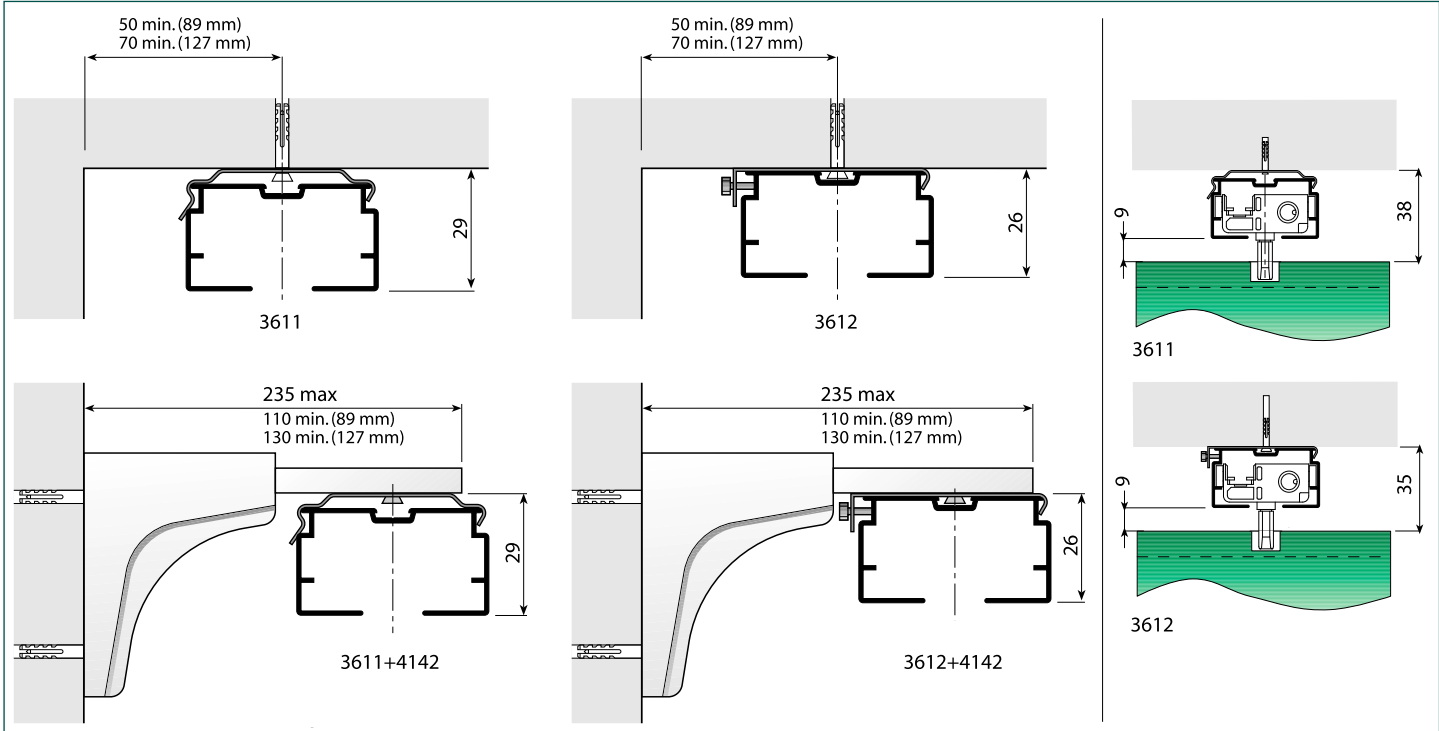 50 min. (89 mm)
70 min. (127 mm)
29
3611
50 min. (89 mm)
70 min. (127 mm)
26
3612
9
38
3611
235 max
110 min. (89 mm)
130 min. (127 mm)
29
3611+4142
235 max
110 min. (89 mm)
130 min. (127 mm)
26
3612+4142
9
35
3612